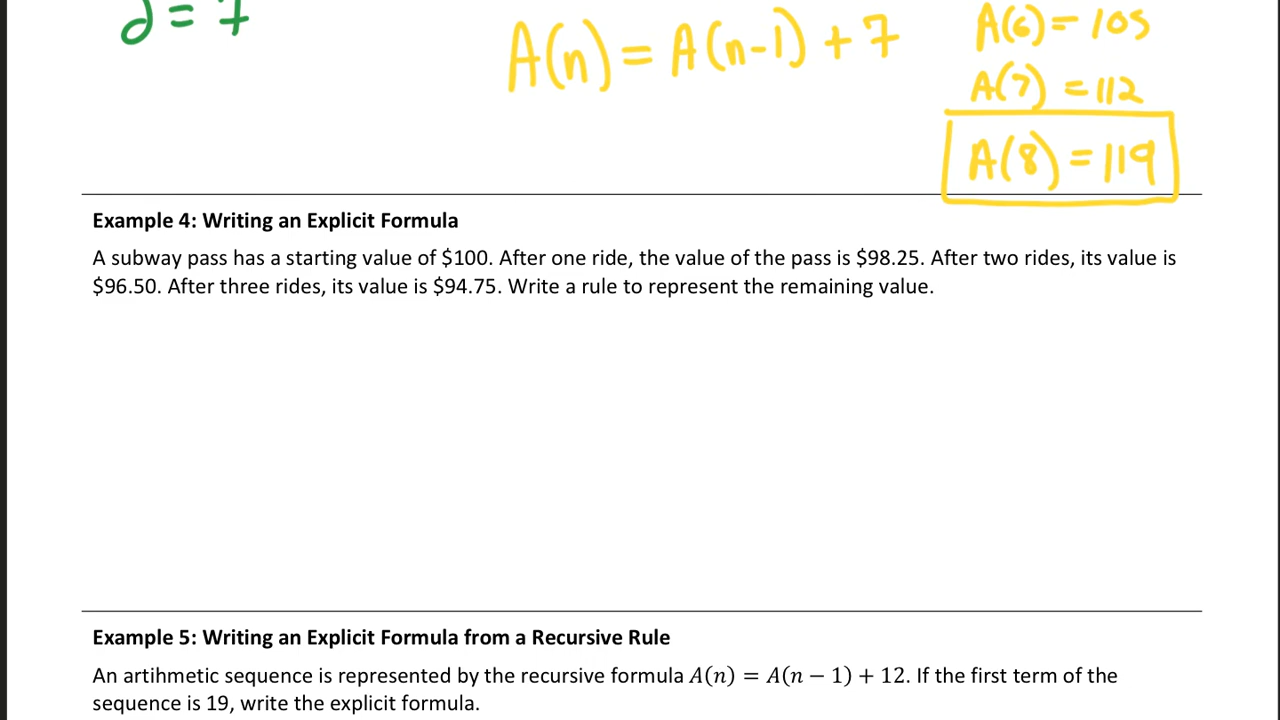 d = 7
A(n) = A(n-1) + 7
A(6) = 105
A(7) = 112
A(8) = 119
Example 4: Writing an Explicit Formula
A subway pass has a starting value of $100. After one ride, the value of the pass is $98.25. After two rides, its value is
$96.50. After three rides, its value is $94.75. Write a rule to represent the remaining value.
Example 5: Writing an Explicit Formula from a Recursive Rule
An artihmetic sequence is represented by the recursive formula A(n) = A(n − 1) + 12. If the first term of the
sequence is 19, write the explicit formula.